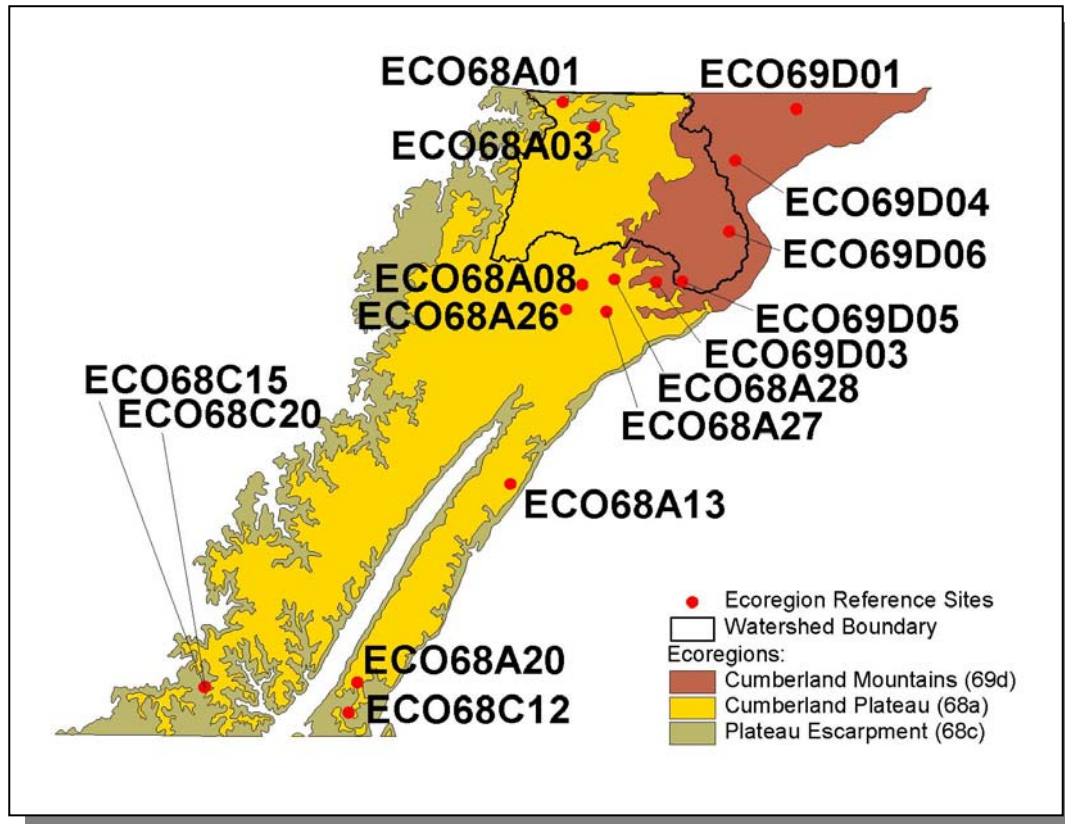 ECO68A01
ECO69D01
ECO68A03
ECO69D04
ECO69D06
ECO68A08
ECO68A26
ECO69D05
ECO69D03
ECO68A28
ECO68A27
ECO68C15
ECO68C20
ECO68A13
ECO68A20
ECO68C12
Ecoregion Reference Sites
Watershed Boundary
Ecoregions:
Cumberland Mountains (69d)
Cumberland Plateau (68a)
Plateau Escarpment (68c)